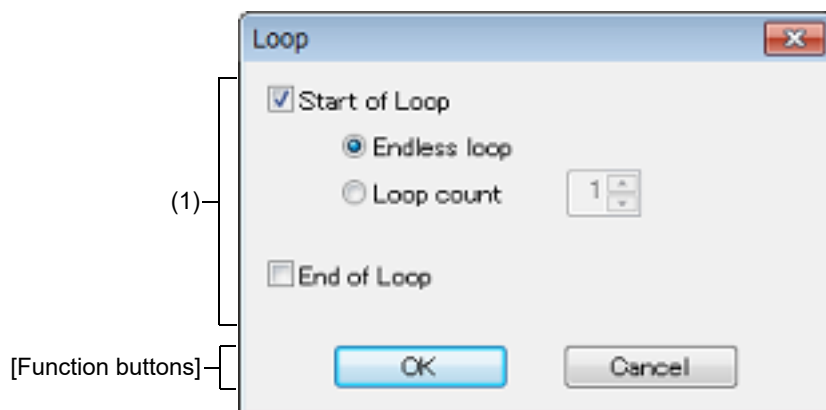 Loop
Start of Loop
Endless loop
(1)
Loop count 1
End of Loop
[Function buttons]
OK Cancel